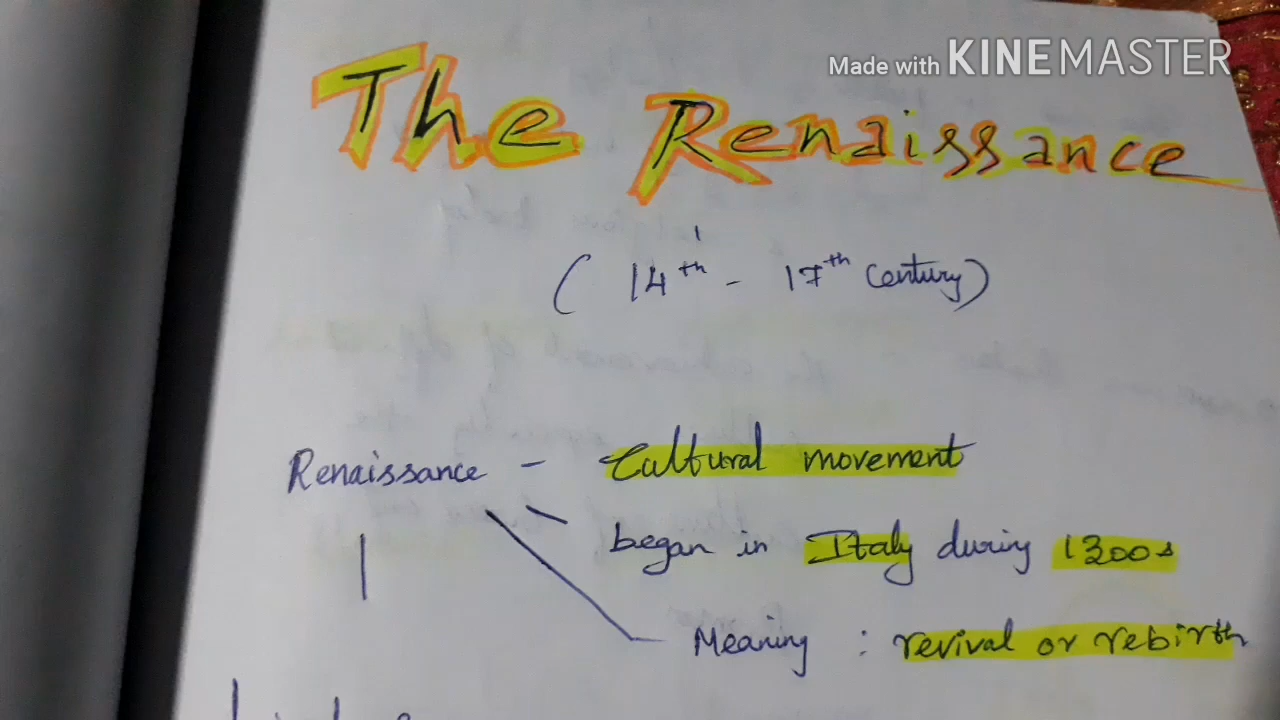 Made with KINEMASTER
The Renaissance
( 14th - 17th Century)
Renaissance - Cultural movement
began in Italy during 1300s
Meaning : revival or rebirth